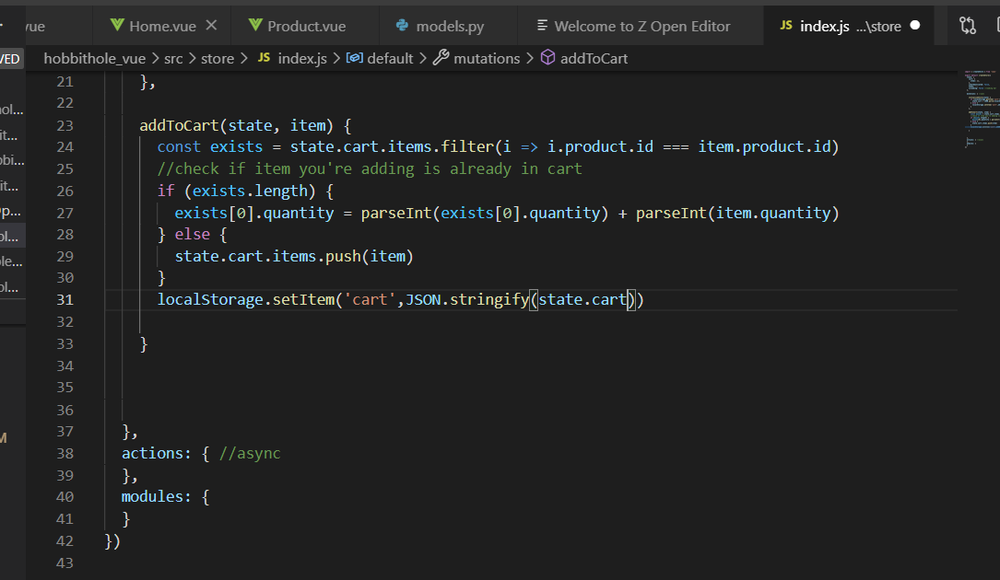 vue Home.vue Product.vue models.py Welcome to Z Open Editor JS index.js ...\store
VED hobbithole_vue > src > store > JS index.js > default > mutations > addToCart
21 },
22
23 addToCart(state, item) {
24 const exists = state.cart.items.filter(i => i.product.id === item.product.id)
25 //check if item you're adding is already in cart
26 if (exists.length) {
27 exists[0].quantity = parseInt(exists[0].quantity) + parseInt(item.quantity)
28 } else {
29 state.cart.items.push(item)
30 }
31 localStorage.setItem('cart',JSON.stringify(state.cart))
32
33 }
34
35
36
37 },
38 actions: { //async
39 },
40 modules: {
41 }
42 })
43